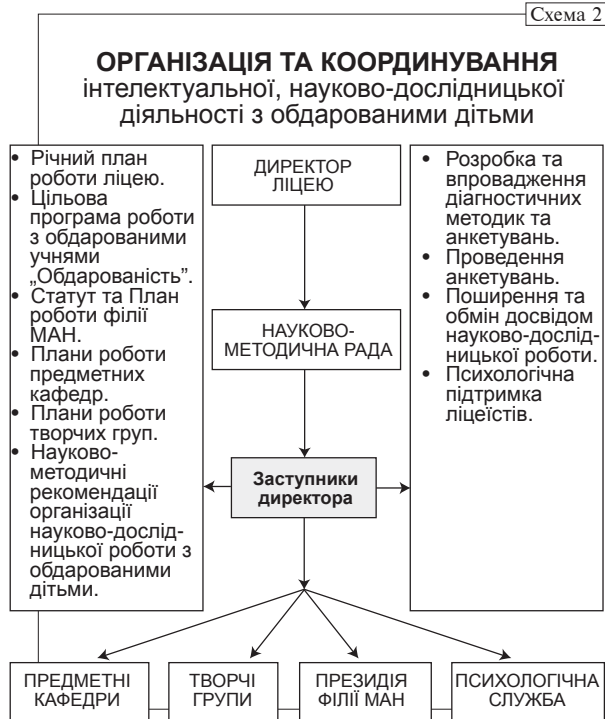 Схема 2
ОРГАНІЗАЦІЯ ТА КООРДИНУВАННЯ
інтелектуальної, науково-дослідницької
діяльності з обдарованими дітьми
• Річний план
роботи ліцею.
• Цільова
програма роботи
з обдарованими
учнями
„Обдарованість”.
• Статут та План
роботи філії
МАН.
• Плани роботи
предметних
кафедр.
• Плани роботи
творчих груп.
• Науково-
методичні
рекомендації
організації
науково-дослід-
ницької роботи з
обдарованими
дітьми.
ДИРЕКТОР
ЛІЦЕЮ
НАУКОВО-
МЕТОДИЧНА РАДА
Заступники
директора
• Розробка та
впровадження
діагностичних
методик та
анкетувань.
• Проведення
анкетувань.
• Поширення та
обмін досвідом
науково-дослід-
ницької роботи.
• Психологічна
підтримка
ліцеїстів.
ПРЕДМЕТНІ
КАФЕДРИ
ТВОРЧІ
ГРУПИ
ПРЕЗИДІЯ
ФІЛІЇ МАН
ПСИХОЛОГІЧНА
СЛУЖБА